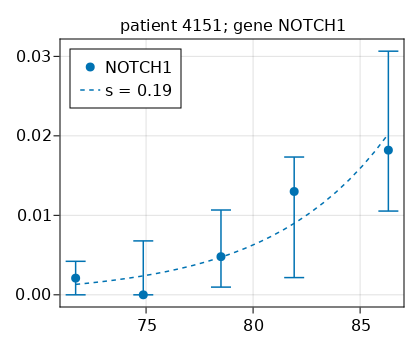 patient 4151; gene NOTCH1
NOTCH1
s = 0.19
0.03
0.02
0.01
0.00
75 80 85